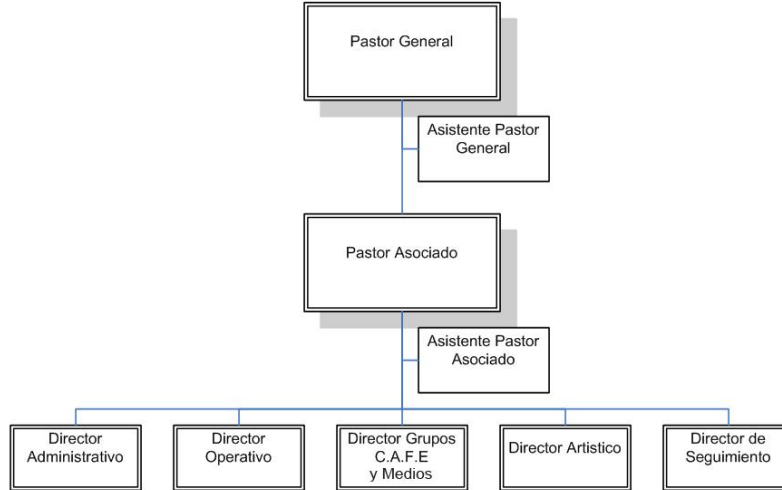 Pastor General
Asistente Pastor
General
Pastor Asociado
Asistente Pastor
Asociado
Director
Administrativo
Director
Operativo
Director Grupos
C.A.F.E
y Medios
Director Artistico
Director de
Seguimiento